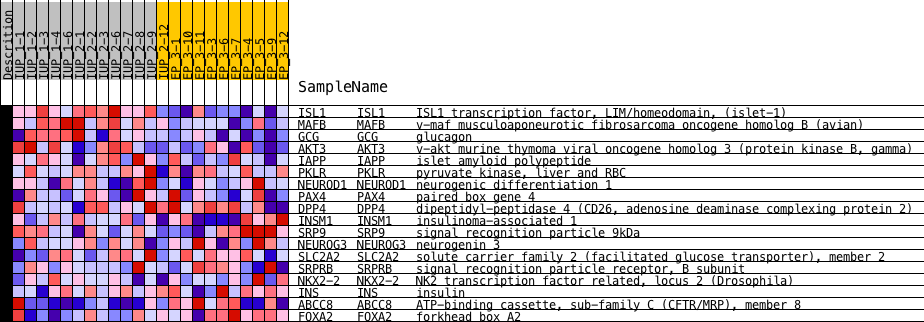 Descrition
IUP_1-1
IUP_1-2
IUP_1-3
IUP_1-4
IUP_1-6
IUP_2-1
IUP_2-2
IUP_2-3
IUP_2-6
IUP_2-7
IUP_2-8
IUP_2-9
IUP_2-12
EP_3-1
EP_3-10
EP_3-11
EP_3-3
EP_3-6
EP_3-7
EP_3-4
EP_3-5
EP_3-9
EP_3-12
SampleName
ISL1 ISL1 ISL1 transcription factor, LIM/homeodomain, (islet-1)
MAFB MAFB v-maf musculoaponeurotic fibrosarcoma oncogene homolog B (avian)
GCG GCG glucagon
AKT3 AKT3 v-akt murine thymoma viral oncogene homolog 3 (protein kinase B, gamma)
IAPP IAPP islet amyloid polypeptide
PKLR PKLR pyruvate kinase, liver and RBC
NEUROD1 NEUROD1 neurogenic differentiation 1
PAX4 PAX4 paired box gene 4
DPP4 DPP4 dipeptidyl-peptidase 4 (CD26, adenosine deaminase complexing protein 2)
INSM1 INSM1 insulinoma-associated 1
SRP9 SRP9 signal recognition particle 9kDa
NEUROG3 NEUROG3 neurogenin 3
SLC2A2 SLC2A2 solute carrier family 2 (facilitated glucose transporter), member 2
SRPRB SRPRB signal recognition particle receptor, B subunit
NKX2-2 NKX2-2 NK2 transcription factor related, locus 2 (Drosophila)
INS INS insulin
ABCC8 ABCC8 ATP-binding cassette, sub-family C (CFTR/MRP), member 8
FOXA2 FOXA2 forkhead box A2